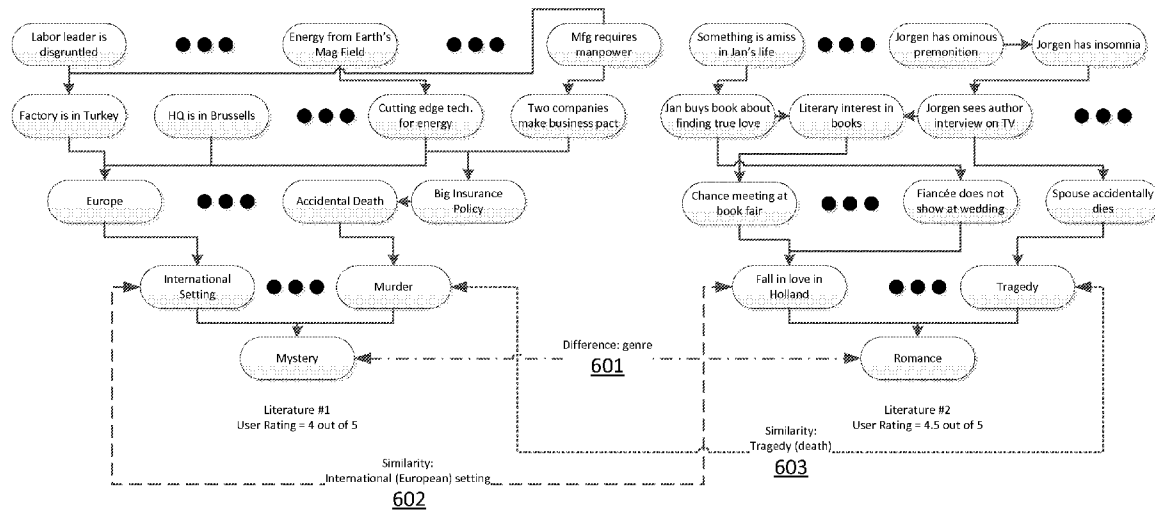 Labor leader is
disgruntled
Energy from Earth's
Mag Field
Mfg requires
manpower
Something is amiss
in Jan's life
Jorgen has ominous
premonition
Jorgen has insomnia
Factory is in Turkey
HQ is in Brussells
Cutting edge tech.
for energy
Two companies
make business pact
Jan buys book about
finding true love
Literary interest in
books
Jorgen sees author
interview on TV
Europe
Accidental Death
Big Insurance
Policy
Chance meeting at
book fair
Fiancée does not
show at wedding
Spouse accidentally
dies
International
Setting
Murder
Fall in love in
Holland
Tragedy
Mystery
Difference: genre
601
Romance
Literature #1
User Rating = 4 out of 5
Literature #2
User Rating = 4.5 out of 5
Similarity:
Tragedy (death)
603
Similarity:
International (European) setting
602